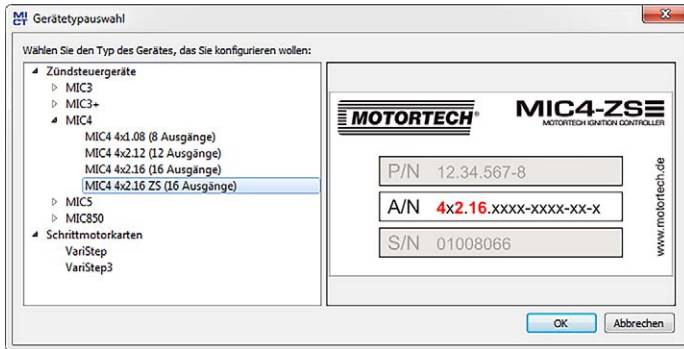 MICT Gerätetypauswahl
Wählen Sie den Typ des Gerätes, das Sie konfigurieren wollen:
Zündsteuergeräte
MIC3
MIC3+
MIC4
MIC4 4x1.08 (8 Ausgänge)
MIC4 4x2.12 (12 Ausgänge)
MIC4 4x2.16 (16 Ausgänge)
MIC4 4x2.16 ZS (16 Ausgänge)
MIC5
MIC850
Schrittmotorkarten
VariStep
VariStep3
MOTORTECH®
MIC4-ZS
MOTORTECH IGNITION CONTROLLER
P/N 12.34.567-8
A/N 4x2.16.xxxx-xxxx-xx-x
S/N 01008066
www.motortech.de
OK
Abbrechen